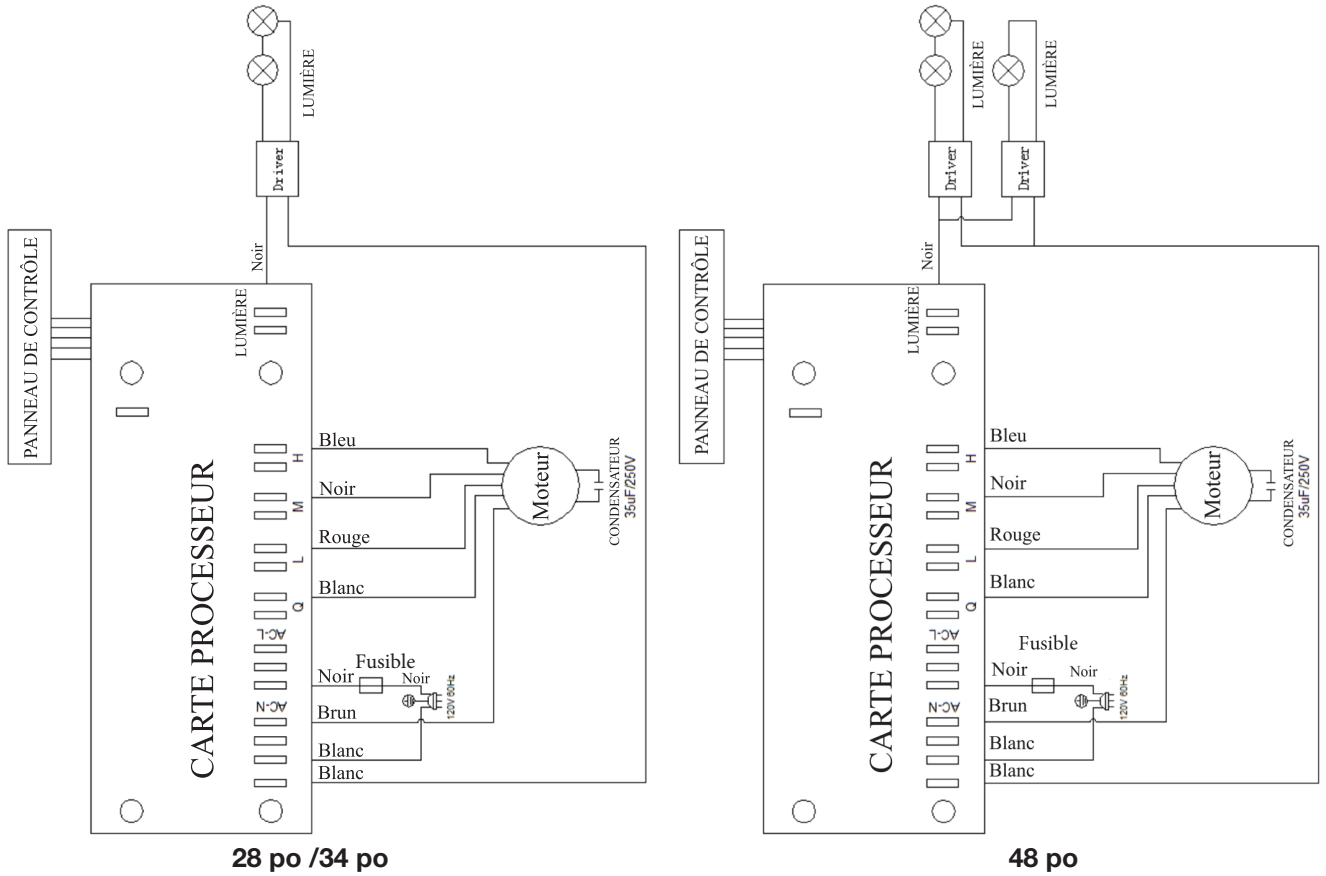 LUMIÈRE
Driver
Noir
PANNEAU DE CONTRÔLE
LUMIÈRE
CARTE PROCESSEUR
Bleu
H
Noir
M
Rouge
L
Blanc
Q
AC-L
Fusible
Noir
Noir
120V 60Hz
AC-N
Brun
Blanc
Blanc
Moteur
CONDENSATEUR
35uF/250V
28 po /34 po
LUMIÈRE
LUMIÈRE
Driver
Driver
Noir
PANNEAU DE CONTRÔLE
LUMIÈRE
CARTE PROCESSEUR
Bleu
H
Noir
M
Rouge
L
Blanc
Q
AC-L
Fusible
Noir
Noir
120V 60Hz
AC-N
Brun
Blanc
Blanc
Moteur
CONDENSATEUR
35uF/250V
48 po